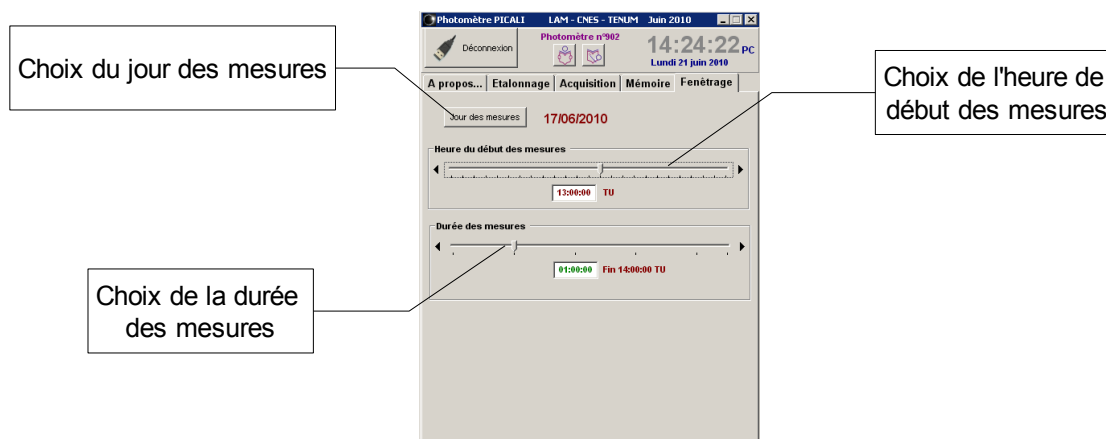 Photomètre PICALI LAM - CNES - TENUM Juin 2010
Déconnexion
Photomètre n°902
14:24:22 PC
Lundi 21 juin 2010
A propos... Etalonnage Acquisition Mémoire Fenêtrage
Choix du jour des mesures
Choix de l'heure de
début des mesures
Jour des mesures 17/06/2010
Heure du début des mesures
13:00:00 TU
Durée des mesures
01:00:00 Fin 14:00:00 TU
Choix de la durée
des mesures